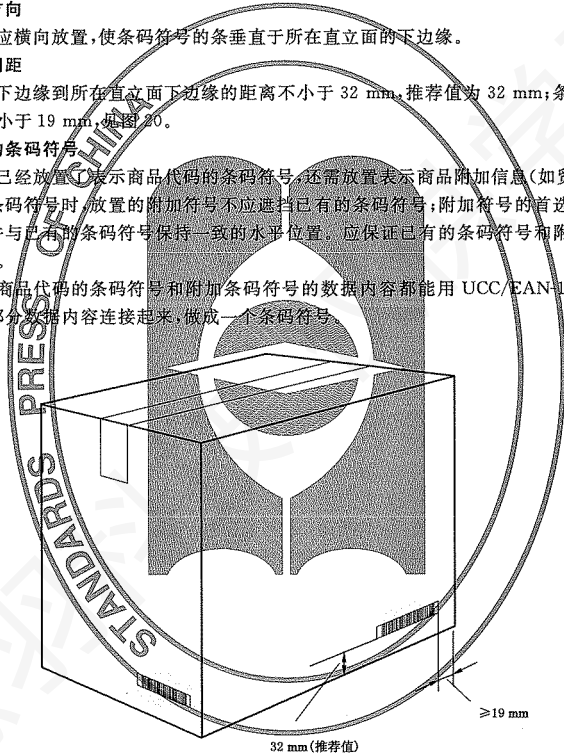 向
应横向放置,使条码符号的条垂直于所在直立面的下边缘。
距
下边缘到所在直立面下边缘的距离不小于 32 mm,推荐值为 32 mm;条
小于 19 mm,见图 20。
的条码符号
已经放置了表示商品代码的条码符号,还需放置表示商品附加信息(如贸
条码符号时,放置的附加符号不应遮挡已有的条码符号;附加符号的首选
与已有的条码符号保持一致的水平位置。应保证已有的条码符号和附
。
商品代码的条码符号和附加条码符号的数据内容都能用 UCC/EAN-1
部分数据内容连接起来,做成一个条码符号。
STANDARDS PRESS OF CHINA
≥19 mm
32 mm(推荐值)